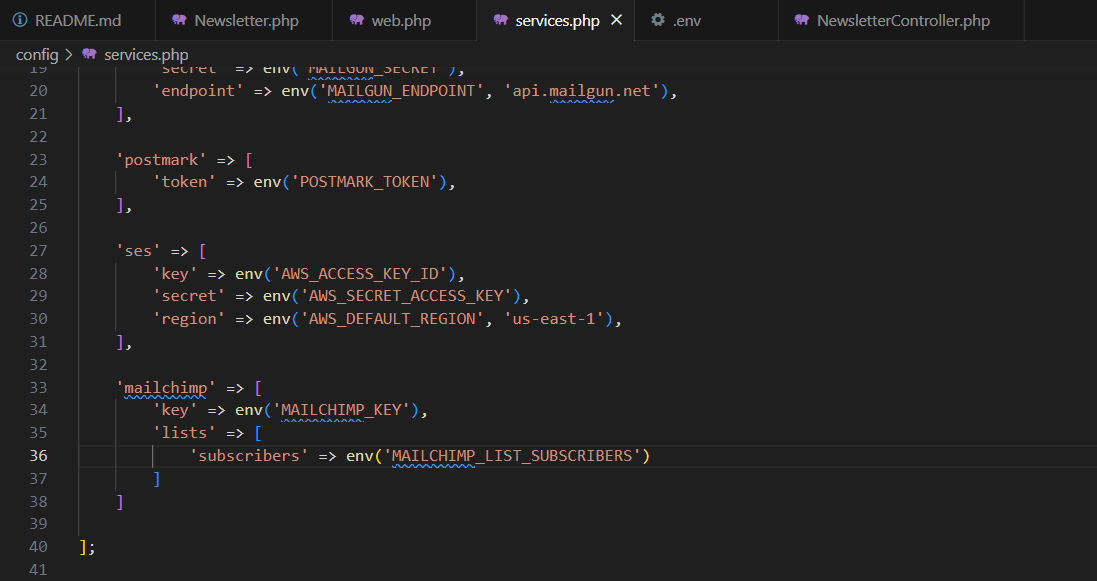 README.md Newsletter.php web.php services.php .env NewsletterController.php
config > services.php
19 'secret' => env('MAILGUN_SECRET'),
20 'endpoint' => env('MAILGUN_ENDPOINT', 'api.mailgun.net'),
21 ],
22
23 'postmark' => [
24 'token' => env('POSTMARK_TOKEN'),
25 ],
26
27 'ses' => [
28 'key' => env('AWS_ACCESS_KEY_ID'),
29 'secret' => env('AWS_SECRET_ACCESS_KEY'),
30 'region' => env('AWS_DEFAULT_REGION', 'us-east-1'),
31 ],
32
33 'mailchimp' => [
34 'key' => env('MAILCHIMP_KEY'),
35 'lists' => [
36 'subscribers' => env('MAILCHIMP_LIST_SUBSCRIBERS')
37 ]
38 ]
39
40 ];
41